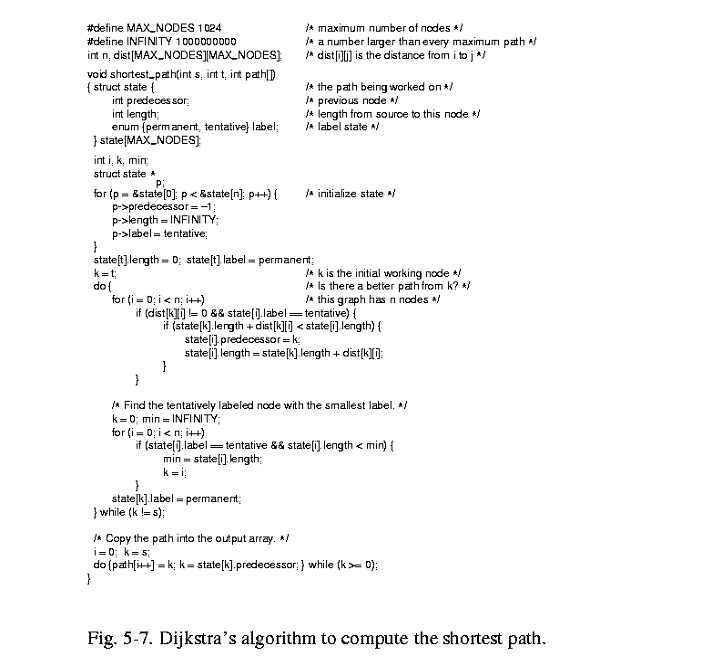 #define MAX_NODES 1024 /* maximum number of nodes */
#define INFINITY 1000000000 /* a number larger than every maximum path */
int n, dist[MAX_NODES][MAX_NODES]; /* dist[i][j] is the distance from i to j */
void shortest_path(int s, int t, int path[])
{ struct state { /* the path being worked on */
int predecessor; /* previous node */
int length; /* length from source to this node */
enum {permanent, tentative} label; /* label state */
} state[MAX_NODES];
int i, k, min;
struct state *
p;
for (p = &state[0]; p < &state[n]; p++) { /* initialize state */
p->predecessor = −1;
p->length = INFINITY;
p->label = tentative;
}
state[t].length = 0; state[t].label = permanent;
k = t; /* k is the initial working node */
do { /* Is there a better path from k? */
for (i = 0; i < n; i++) /* this graph has n nodes */
if (dist[k][i] != 0 && state[i].label == tentative) {
if (state[k].length + dist[k][i] < state[i].length) {
state[i].predecessor = k;
state[i].length = state[k].length + dist[k][i];
}
}
/* Find the tentatively labeled node with the smallest label. */
k = 0; min = INFINITY;
for (i = 0; i < n; i++)
if (state[i].label == tentative && state[i].length < min) {
min = state[i].length;
k = i;
}
state[k].label = permanent;
} while (k != s);
/* Copy the path into the output array. */
i = 0; k = s;
do {path[i++] = k; k = state[k].predecessor; } while (k >= 0);
}
Fig. 5-7. Dijkstra's algorithm to compute the shortest path.